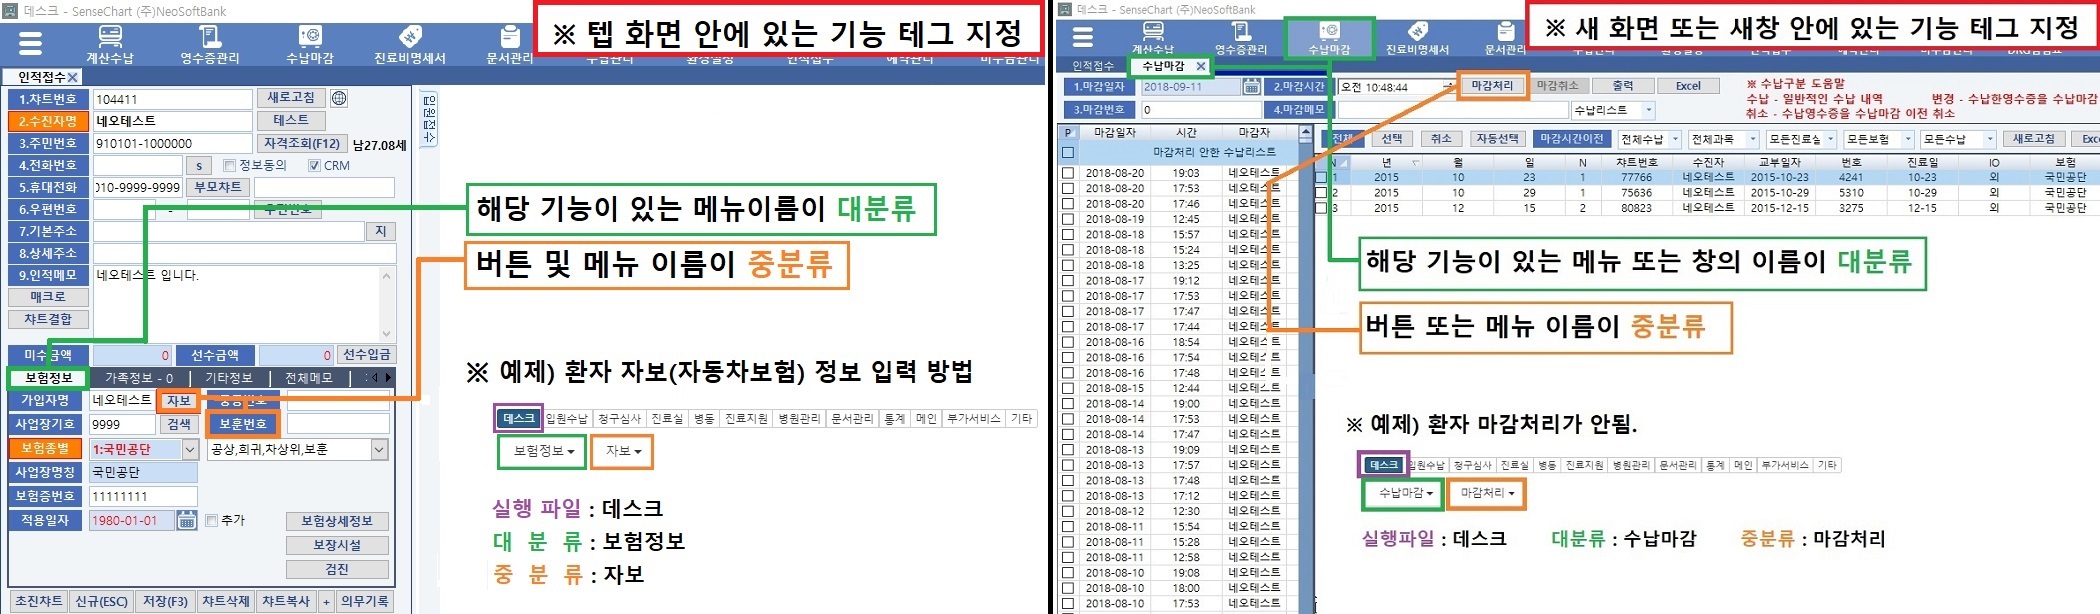 데스크 - SenseChart (주)NeoSoftBank
계산수납 영수증관리 수납마감 진료비명세서 문서관리
※ 텝 화면 안에 있는 기능 테그 지정
인적접수
1.차트번호 104411 새로고침
2.수진자명 네오테스트 테스트
3.주민번호 910101-1000000 자격조회(F12) 남27.08세
4.전화번호 s 정보동의 CRM
5.휴대전화 010-9999-9999 부모차트
6.우편번호 - 우편번호
7.기본주소 지
8.상세주소
9.인적메모 네오테스트 입니다.
매크로
차트결합
미수금액 0 선수금액 0 선수입금
보험정보 가족정보 - 0 기타정보 전체메모
가입자명 네오테스트 자보
사업장기호 9999 검색 보훈번호
보험종별 1:국민공단 공상,희귀,차상위,보훈
사업장명칭 국민공단
보험증번호 11111111
적용일자 1980-01-01 추가 보험상세정보
보장시설
검진
초진차트 신규(ESC) 저장(F3) 차트삭제 차트복사 + 의무기록
입원접수
해당 기능이 있는 메뉴이름이 대분류
버튼 및 메뉴 이름이 중분류
※ 예제) 환자 자보(자동차보험) 정보 입력 방법
데스크 입원수납 청구심사 진료실 병동 진료지원 병원관리 문서관리 통계 메인 부가서비스 기타
보험정보 자보
실행 파일 : 데스크
대 분 류 : 보험정보
중 분 류 : 자보
데스크 - SenseChart (주)NeoSoftBank
계산수납 영수증관리 수납마감 진료비명세서 문서관리
※ 새 화면 또는 새창 안에 있는 기능 테그 지정
인적접수 수납마감
1.마감일자 2018-09-11 2.마감시간 오전 10:48:44 마감처리 마감취소 출력 Excel
3.마감번호 0 4.마감메모 수납리스트
※ 수납구분 도움말
수납 - 일반적인 수납 내역 변경 - 수납한영수증을 수납마감
취소 - 수납영수증을 수납마감 이전 취소
P 마감일자 시간 마감자
마감처리 안한 수납리스트
2018-08-20 19:03 네오테스트
2018-08-20 17:53 네오테스트
2018-08-20 17:46 네오테스트
2018-08-19 12:45 네오테스트
2018-08-18 15:57 네오테스트
2018-08-18 15:24 네오테스트
2018-08-18 13:25 네오테스트
2018-08-17 19:12 네오테스트
2018-08-17 17:53 네오테스트
2018-08-17 17:47 네오테스트
2018-08-17 17:44 네오테스트
2018-08-16 18:54 네오테스트
2018-08-16 17:54 네오테스트
2018-08-16 17:48 네오테스트
2018-08-15 12:44 네오테스트
2018-08-14 19:00 네오테스트
2018-08-14 17:53 네오테스트
2018-08-14 17:47 네오테스트
2018-08-13 19:09 네오테스트
2018-08-13 17:57 네오테스트
2018-08-13 17:48 네오테스트
2018-08-13 17:12 네오테스트
2018-08-12 12:30 네오테스트
2018-08-11 15:54 네오테스트
2018-08-11 15:28 네오테스트
2018-08-11 12:58 네오테스트
2018-08-10 19:08 네오테스트
2018-08-10 18:00 네오테스트
2018-08-10 17:53 네오테스트
전체 선택 취소 자동선택 마감시간이전 전체수납 전체과목 모든진료실 모든보험 모든수납 새로고침
N 년 월 일 N 차트번호 수진자 교부일자 번호 진료일 IO 보험
1 2015 10 23 1 77766 네오테스트 2015-10-23 4241 10-23 외 국민공단
2 2015 10 29 1 75636 네오테스트 2015-10-29 5310 10-29 외 국민공단
3 2015 12 15 2 80823 네오테스트 2015-12-15 3275 12-15 외 국민공단
해당 기능이 있는 메뉴 또는 창의 이름이 대분류
버튼 또는 메뉴 이름이 중분류
※ 예제) 환자 마감처리가 안됨.
데스크 입원수납 청구심사 진료실 병동 진료지원 병원관리 문서관리 통계 메인 부가서비스 기타
수납마감 마감처리
실행파일 : 데스크 대분류 : 수납마감 중분류 : 마감처리